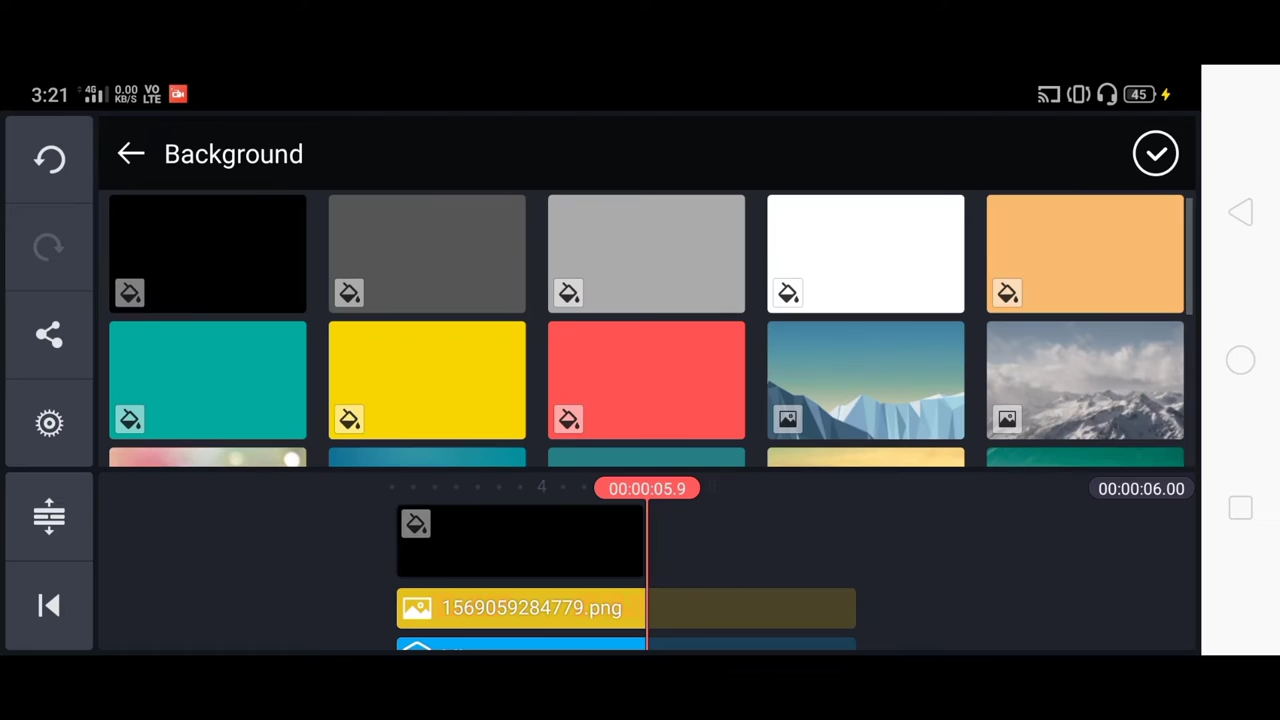 3:21 4G 0.00 KB/S VO LTE 45
Background
4
00:00:05.9
00:00:06.00
1569059284779.png